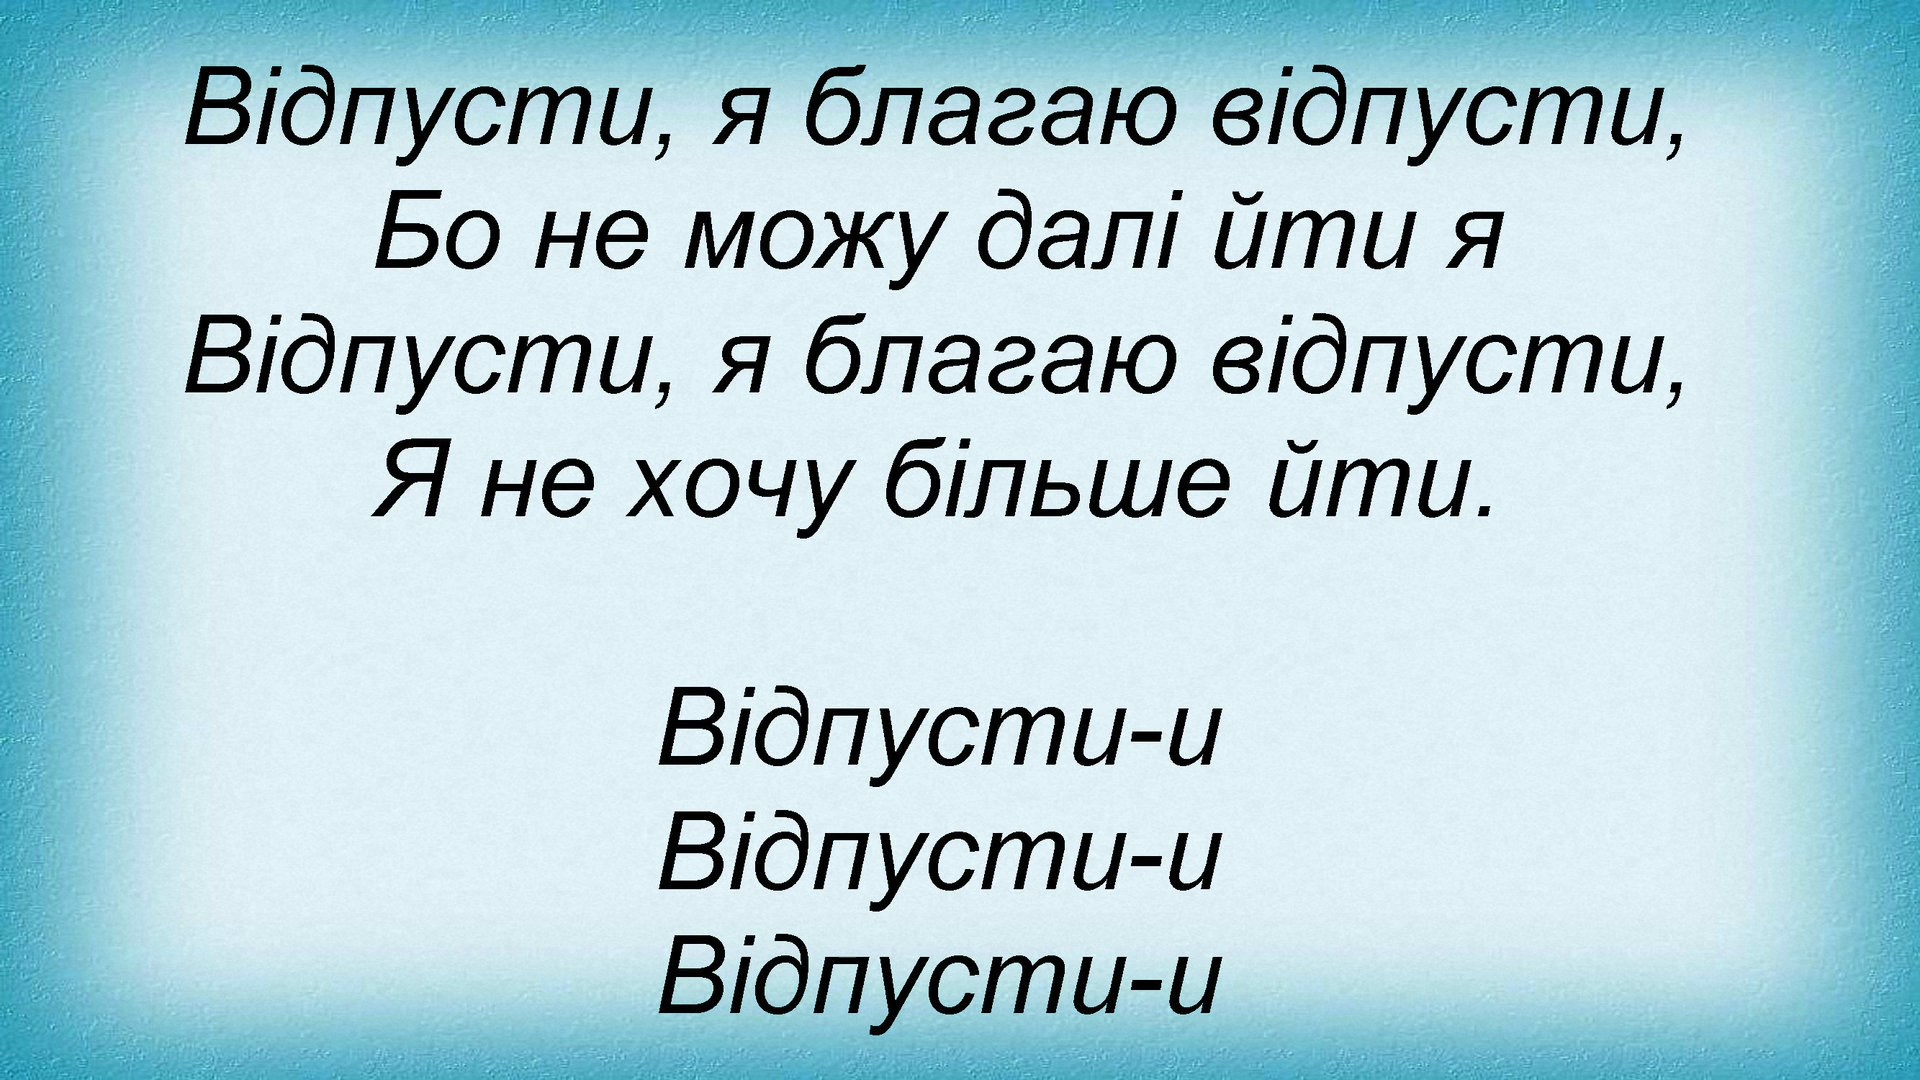 Відпусти, я благаю відпусти,
Бо не можу далі йти я
Відпусти, я благаю відпусти,
Я не хочу більше йти.
Відпусти-и
Відпусти-и
Відпусти-и